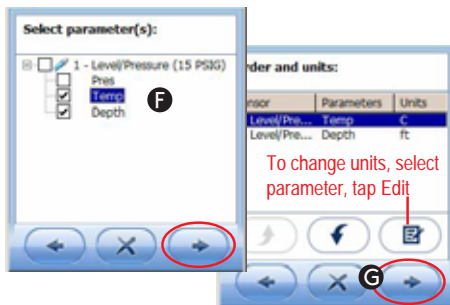 Select parameter(s):
1 - Level/Pressure (15 PSIG)
Pres
Temp
Depth
F
rder and units:
nsor Parameters Units
Level/Pre... Temp C
Level/Pre... Depth ft
To change units, select
parameter, tap Edit
G